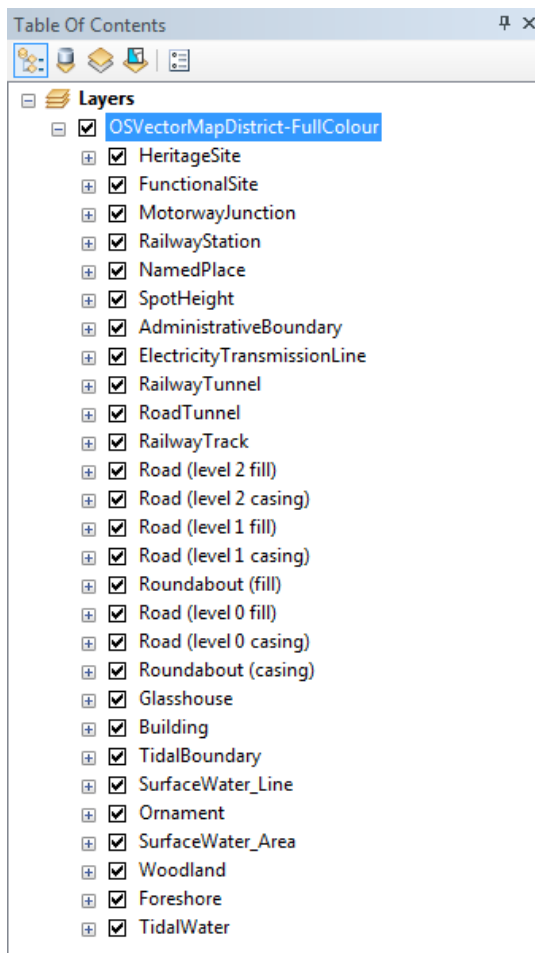 Table Of Contents
Layers
OSVectorMapDistrict-FullColour
HeritageSite
FunctionalSite
MotorwayJunction
RailwayStation
NamedPlace
SpotHeight
AdministrativeBoundary
ElectricityTransmissionLine
RailwayTunnel
RoadTunnel
RailwayTrack
Road (level 2 fill)
Road (level 2 casing)
Road (level 1 fill)
Road (level 1 casing)
Roundabout (fill)
Road (level 0 fill)
Road (level 0 casing)
Roundabout (casing)
Glasshouse
Building
TidalBoundary
SurfaceWater_Line
Ornament
SurfaceWater_Area
Woodland
Foreshore
TidalWater